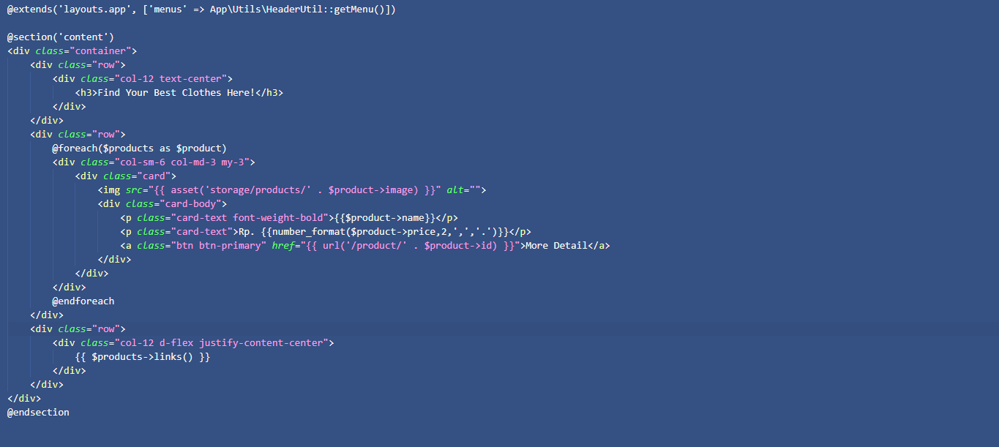 @extends('layouts.app', ['menus' => App\Utils\HeaderUtil::getMenu()])

@section('content')
<div class="container">
    <div class="row">
        <div class="col-12 text-center">
            <h3>Find Your Best Clothes Here!</h3>
        </div>
    </div>
    <div class="row">
        @foreach($products as $product)
        <div class="col-sm-6 col-md-3 my-3">
            <div class="card">
                <img src="{{ asset('storage/products/' . $product->image) }}" alt="">
                <div class="card-body">
                    <p class="card-text font-weight-bold">{{$product->name}}</p>
                    <p class="card-text">Rp. {{number_format($product->price,2,',','.')}}</p>
                    <a class="btn btn-primary" href="{{ url('/product/' . $product->id) }}">More Detail</a>
                </div>
            </div>
        </div>
        @endforeach
    </div>
    <div class="row">
        <div class="col-12 d-flex justify-content-center">
            {{ $products->links() }}
        </div>
    </div>
</div>
@endsection